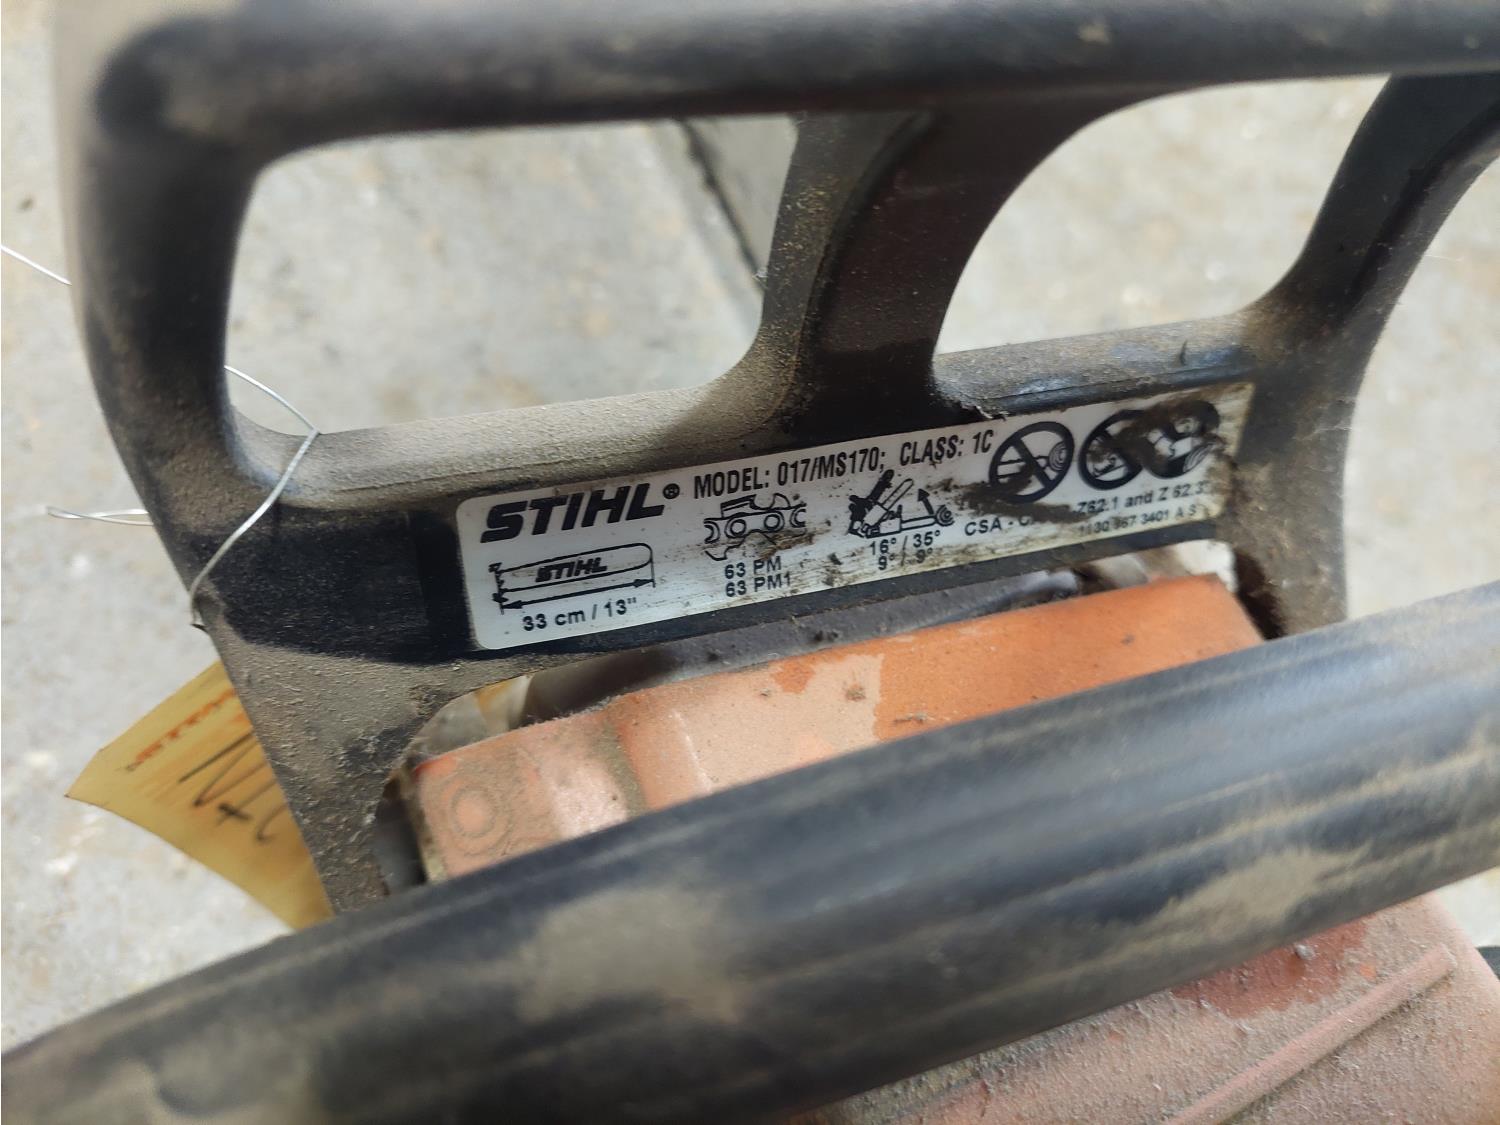 STIHL® MODEL: 017/MS170; CLASS: 1C
STIHL
33 cm / 13"
63 PM
63 PM1
16° / 35°
9° / 9°
CSA - Z62.1 and Z 62.3
3401 A